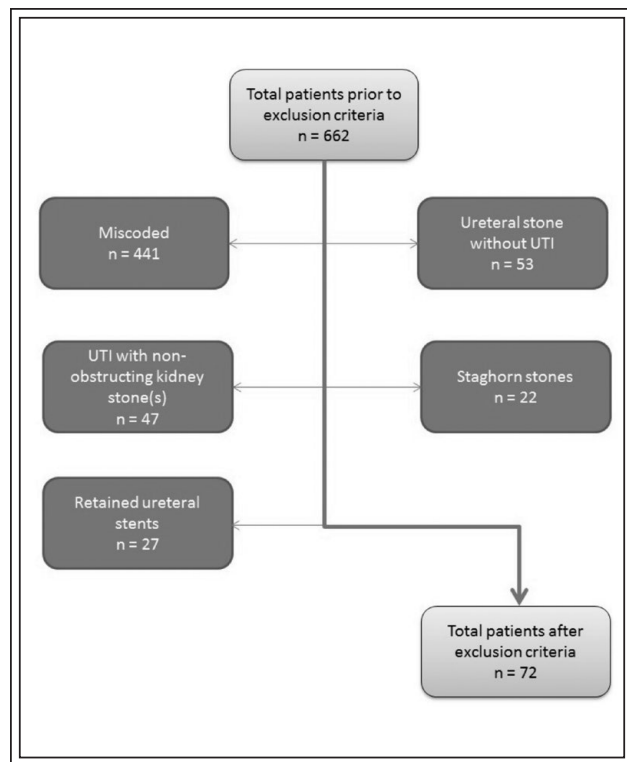 Total patients prior to
exclusion criteria
n = 662
Miscoded
n = 441
Ureteral stone
without UTI
n = 53
UTI with non-
obstructing kidney
stone(s)
n = 47
Staghorn stones
n = 22
Retained ureteral
stents
n = 27
Total patients after
exclusion criteria
n = 72